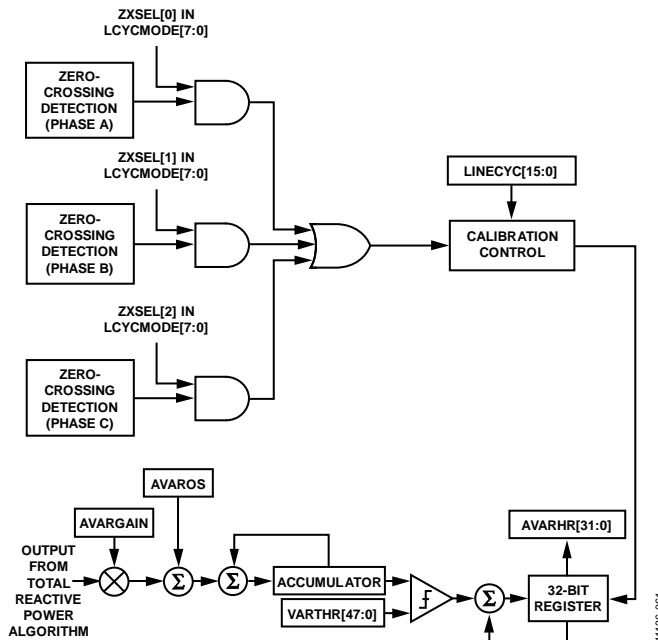 ZXSEL[0] IN
LCYCMODE[7:0]
ZERO-
CROSSING
DETECTION
(PHASE A)
ZXSEL[1] IN
LCYCMODE[7:0]
ZERO-
CROSSING
DETECTION
(PHASE B)
LINECYC[15:0]
CALIBRATION
CONTROL
ZXSEL[2] IN
LCYCMODE[7:0]
ZERO-
CROSSING
DETECTION
(PHASE C)
AVAROS
AVARGAIN
AVARHR[31:0]
OUTPUT
FROM
TOTAL
REACTIVE
POWER
ALGORITHM
Σ
Σ
ACCUMULATOR
VARTHR[47:0]
Σ
32-BIT
REGISTER